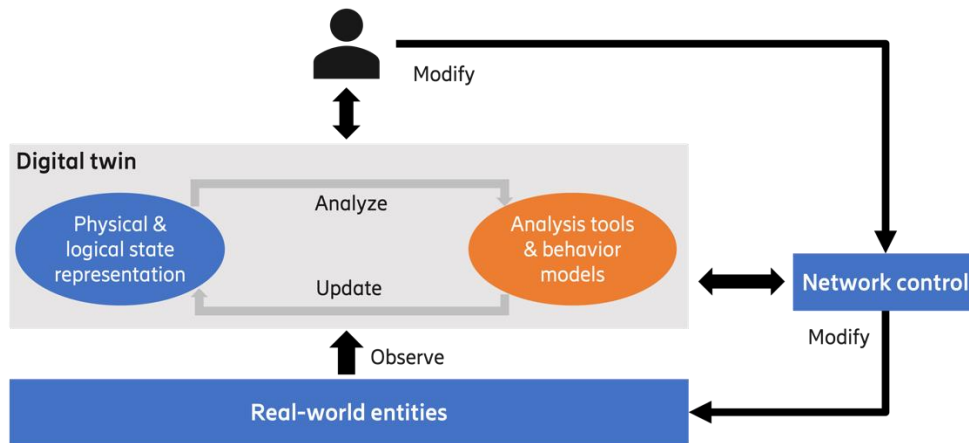 Modify
Digital twin
Physical &
logical state
representation
Analyze
Update
Analysis tools
& behavior
models
Network control
Modify
Observe
Real-world entities